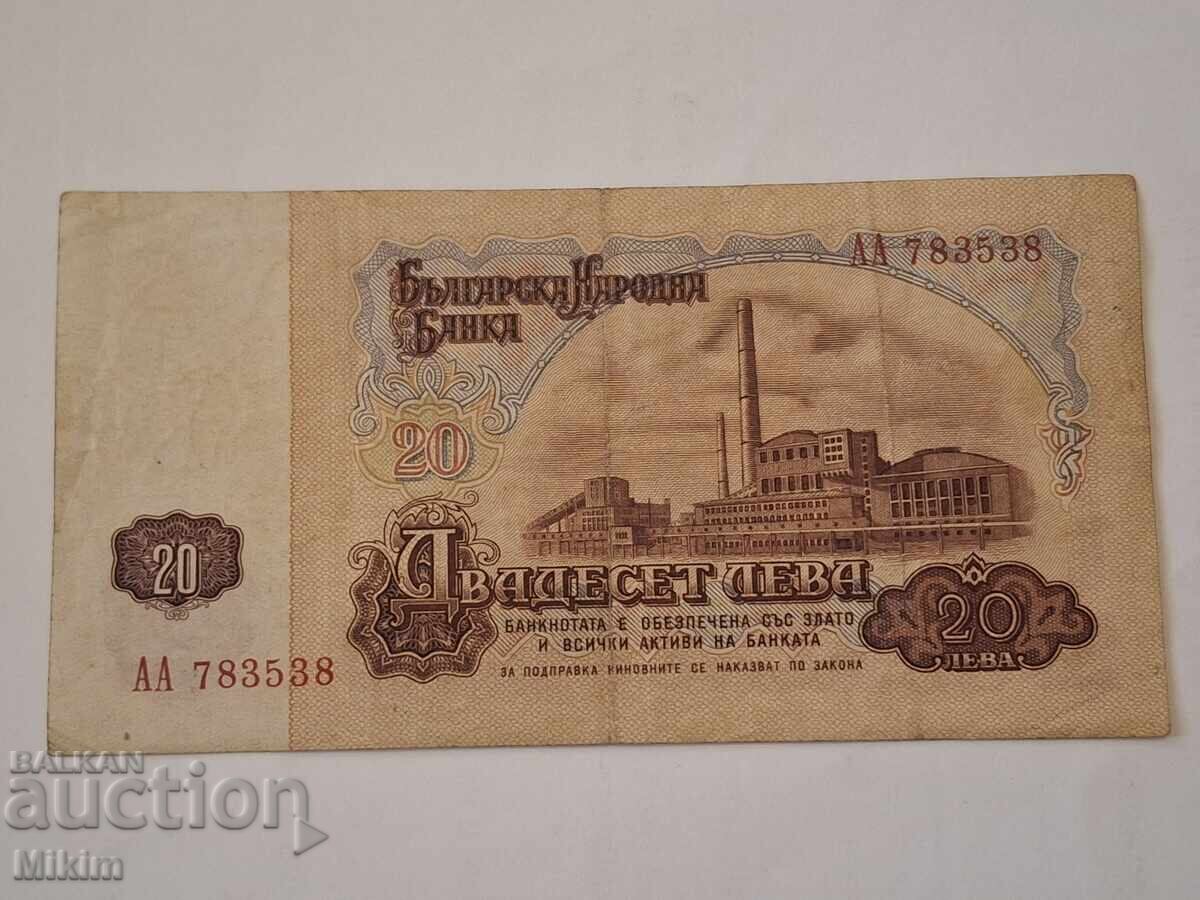 АА 783538
Българска Народна
Банка
20
20
Двадесет лева
БАНКНОТАТА Е ОБЕЗПЕЧЕНА СЪС ЗЛАТО
И ВСИЧКИ АКТИВИ НА БАНКАТА
ЗА ПОДПРАВКА ВИНОВНИТЕ СЕ НАКАЗВАТ ПО ЗАКОНА
20
ЛЕВА
АА 783538
BALKAN
auction
Mikim